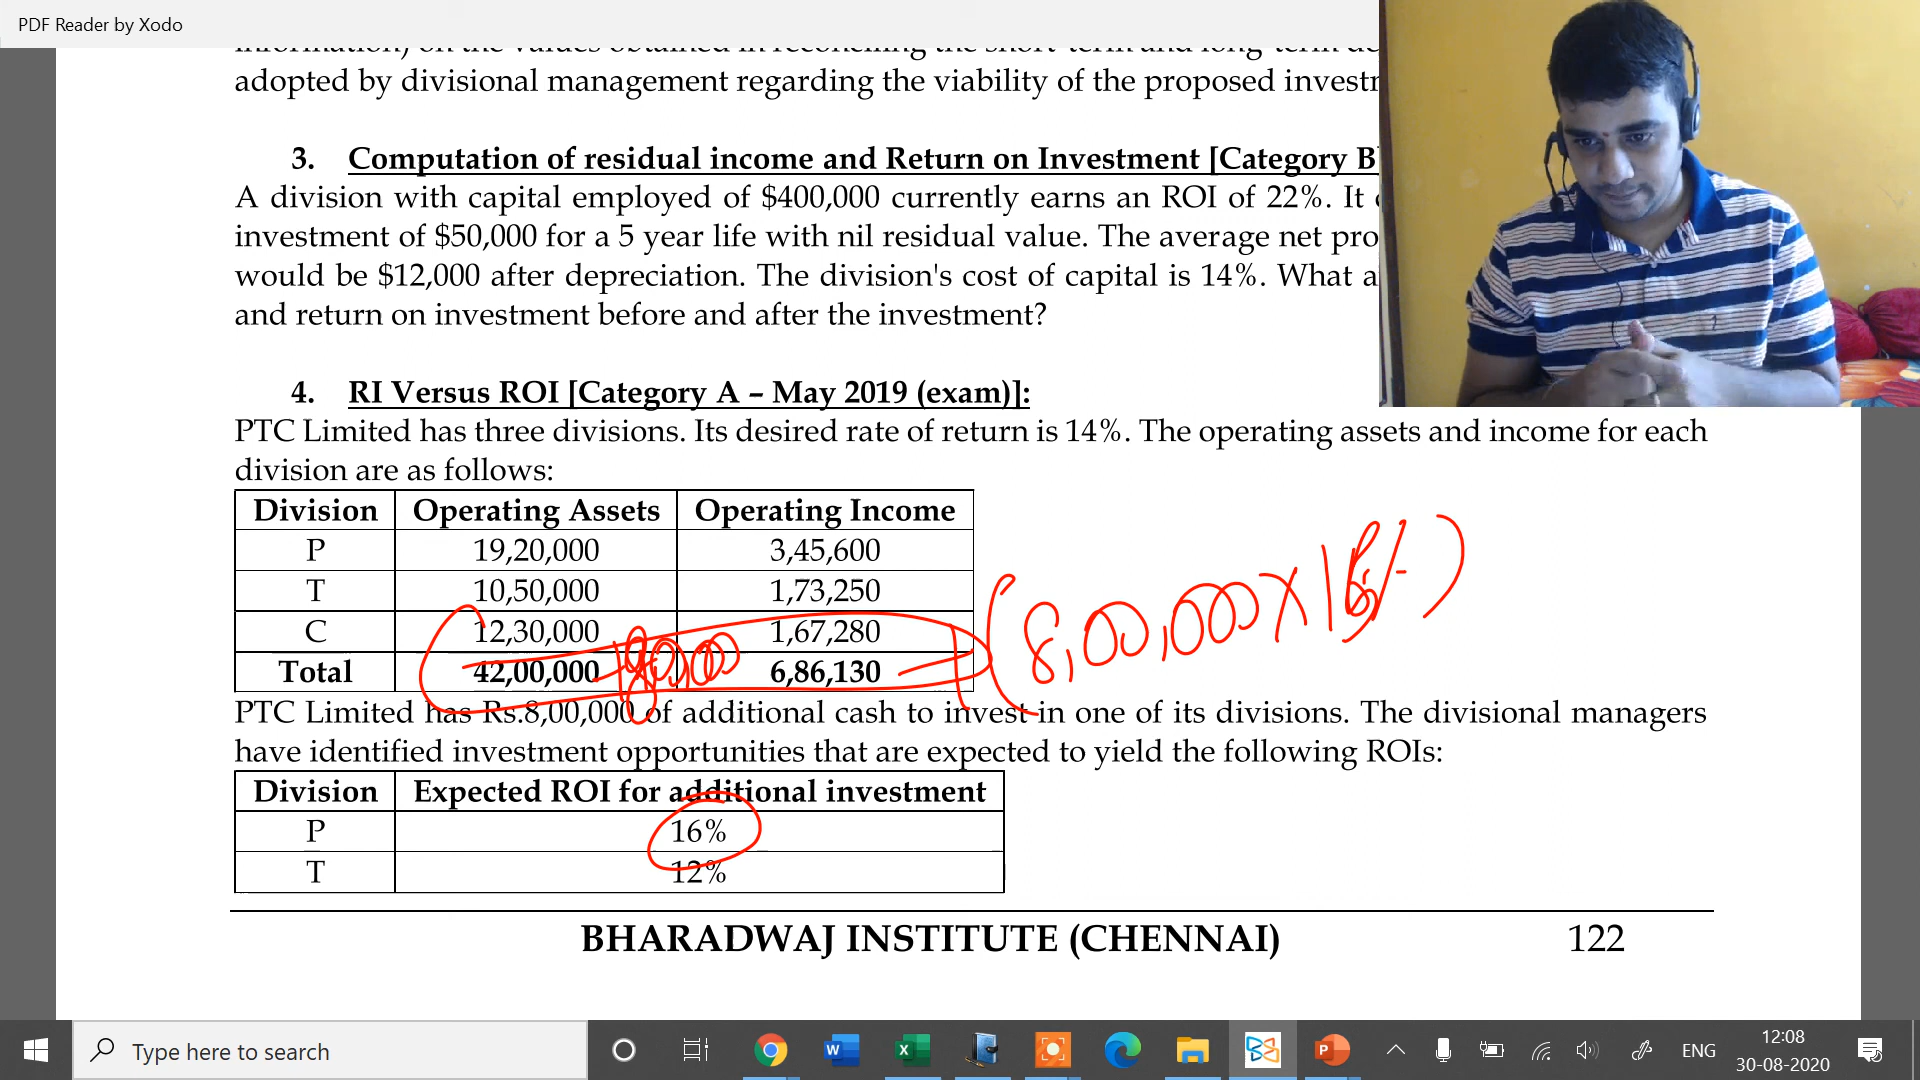 PDF Reader by Xodo
adopted by divisional management regarding the viability of the proposed
3. Computation of residual income and Return on Investment [Category B
A division with capital employed of $400,000 currently earns an ROI of 22%. It
investment of $50,000 for a 5 year life with nil residual value. The average net pro
would be $12,000 after depreciation. The division's cost of capital is 14%. What a
and return on investment before and after the investment?
4. RI Versus ROI [Category A – May 2019 (exam)]:
PTC Limited has three divisions. Its desired rate of return is 14%. The operating assets and income for each
division are as follows:
Division Operating Assets Operating Income
P 19,20,000 3,45,600
T 10,50,000 1,73,250
C 12,30,000 1,67,280
Total 42,00,000 6,86,130
(8,00,000 x 16%)
PTC Limited has Rs.8,00,000 of additional cash to invest in one of its divisions. The divisional managers
have identified investment opportunities that are expected to yield the following ROIs:
Division Expected ROI for additional investment
P 16%
T 12%
BHARADWAJ INSTITUTE (CHENNAI) 122
Type here to search
ENG
12:08
30-08-2020